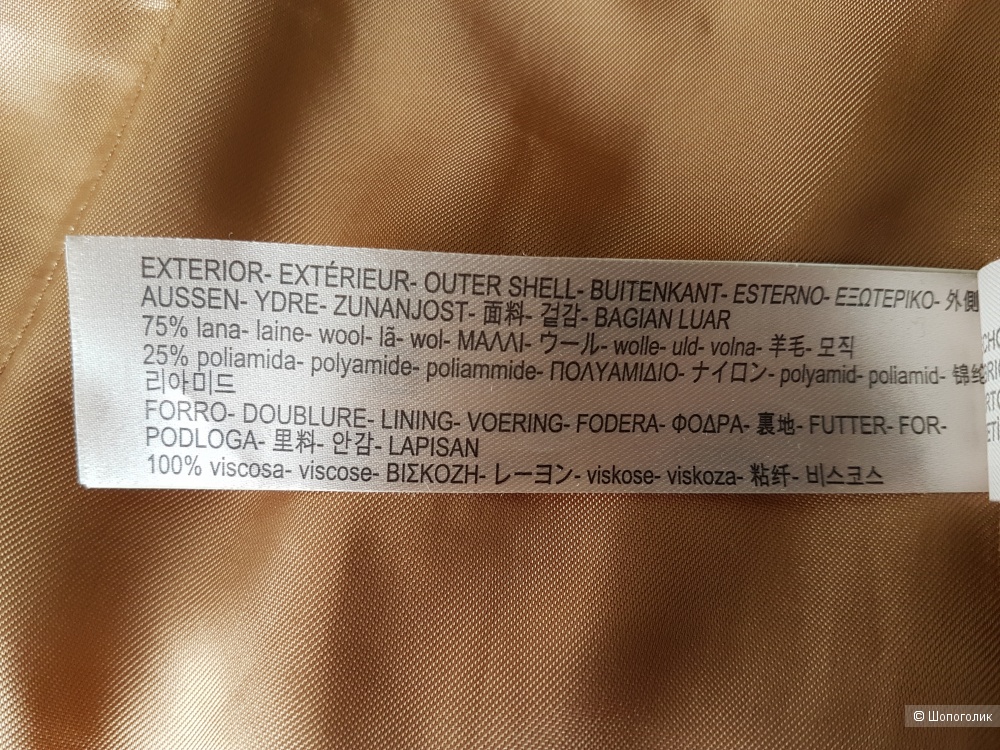 EXTERIOR- EXTÉRIEUR- OUTER SHELL- BUITENKANT- ESTERNO- ΕΞΩΤΕΡΙΚΟ- 外側
AUSSEN- YDRE- ZUNANJOST- 面料- 겉감- BAGIAN LUAR
75% lana- laine- wool- lã- wol- ΜΑΛΛΙ- ウール- wolle- uld- volna- 羊毛- 모직
25% poliamida- polyamide- poliammide- ΠΟΛΥΑΜΙΔΙΟ- ナイロン- polyamid- poliamid- 锦纶
리아미드
FORRO- DOUBLURE- LINING- VOERING- FODERA- ΦΟΔΡΑ- 裏地- FUTTER- FOR-
PODLOGA- 里料- 안감- LAPISAN
100% viscosa- viscose- ΒΙΣΚΟΖΗ- レーヨン- viskose- viskoza- 粘纤- 비스코스
© Шопоголик